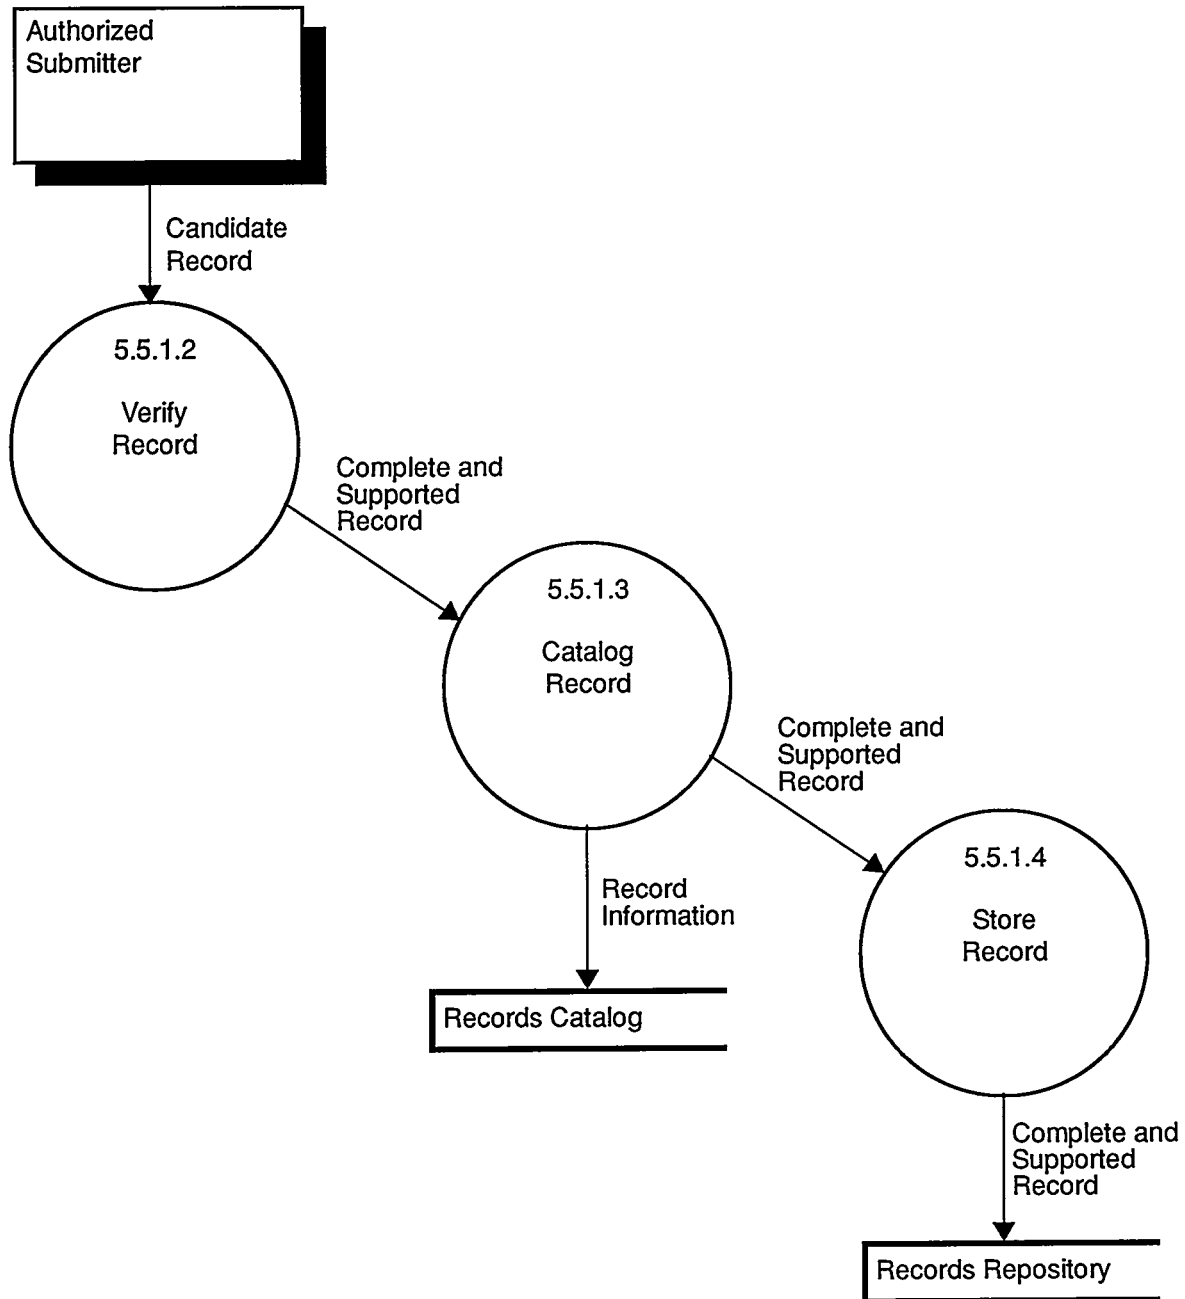 Authorized
Submitter
Candidate
Record
5.5.1.2
Verify
Record
Complete and
Supported
Record
5.5.1.3
Catalog
Record
Complete and
Supported
Record
Record
Information
5.5.1.4
Store
Record
Records Catalog
Complete and
Supported
Record
Records Repository